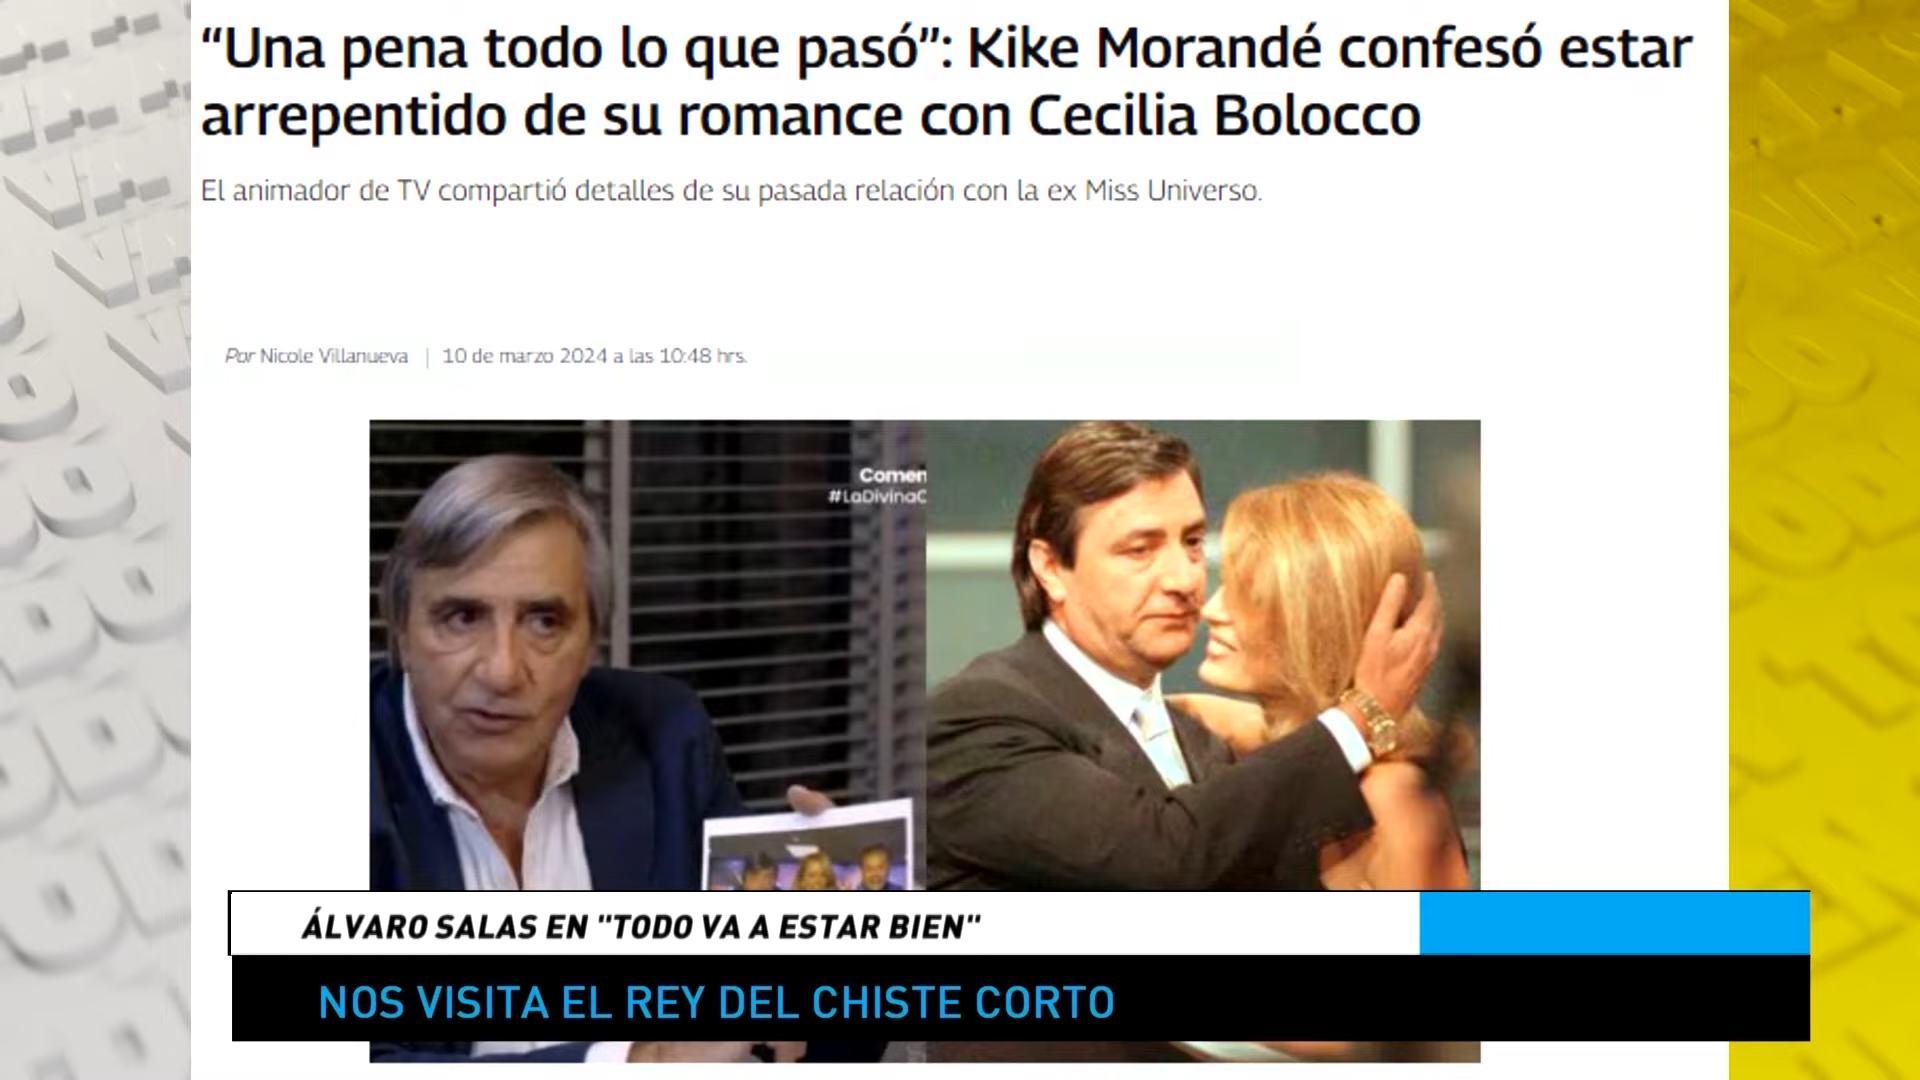 “Una pena todo lo que pasó”: Kike Morandé confesó estar
arrepentido de su romance con Cecilia Bolocco
El animador de TV compartió detalles de su pasada relación con la ex Miss Universo.
Por Nicole Villanueva | 10 de marzo 2024 a las 10:48 hrs.
Comen
#LaDivinaC
ÁLVARO SALAS EN "TODO VA A ESTAR BIEN"
NOS VISITA EL REY DEL CHISTE CORTO